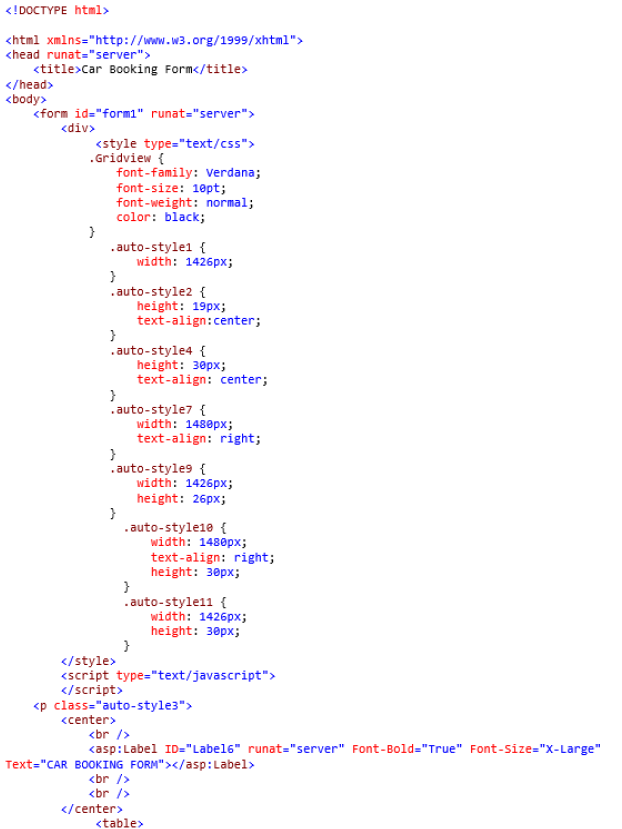 <!DOCTYPE html>
<html xmlns="http://www.w3.org/1999/xhtml">
<head runat="server">
<title>Car Booking Form</title>
</head>
<body>
<form id="form1" runat="server">
<div>
<style type="text/css">
.Gridview {
font-family: Verdana;
font-size: 10pt;
font-weight: normal;
color: black;
}
.auto-style1 {
width: 1426px;
}
.auto-style2 {
height: 19px;
text-align:center;
}
.auto-style4 {
height: 30px;
text-align: center;
}
.auto-style7 {
width: 1480px;
text-align: right;
}
.auto-style9 {
width: 1426px;
height: 26px;
}
.auto-style10 {
width: 1480px;
text-align: right;
height: 30px;
}
.auto-style11 {
width: 1426px;
height: 30px;
}
</style>
<script type="text/javascript">
</script>
<p class="auto-style3">
<center>
<br />
<asp:Label ID="Label6" runat="server" Font-Bold="True" Font-Size="X-Large"
Text="CAR BOOKING FORM"></asp:Label>
<br />
<br />
</center>
<table>